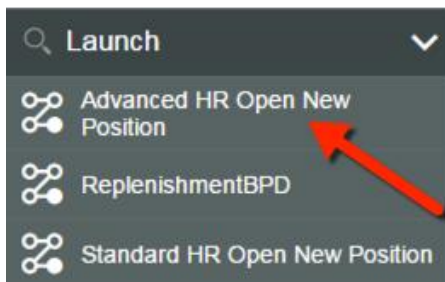 Launch
Advanced HR Open New
Position
ReplenishmentBPD
Standard HR Open New Position